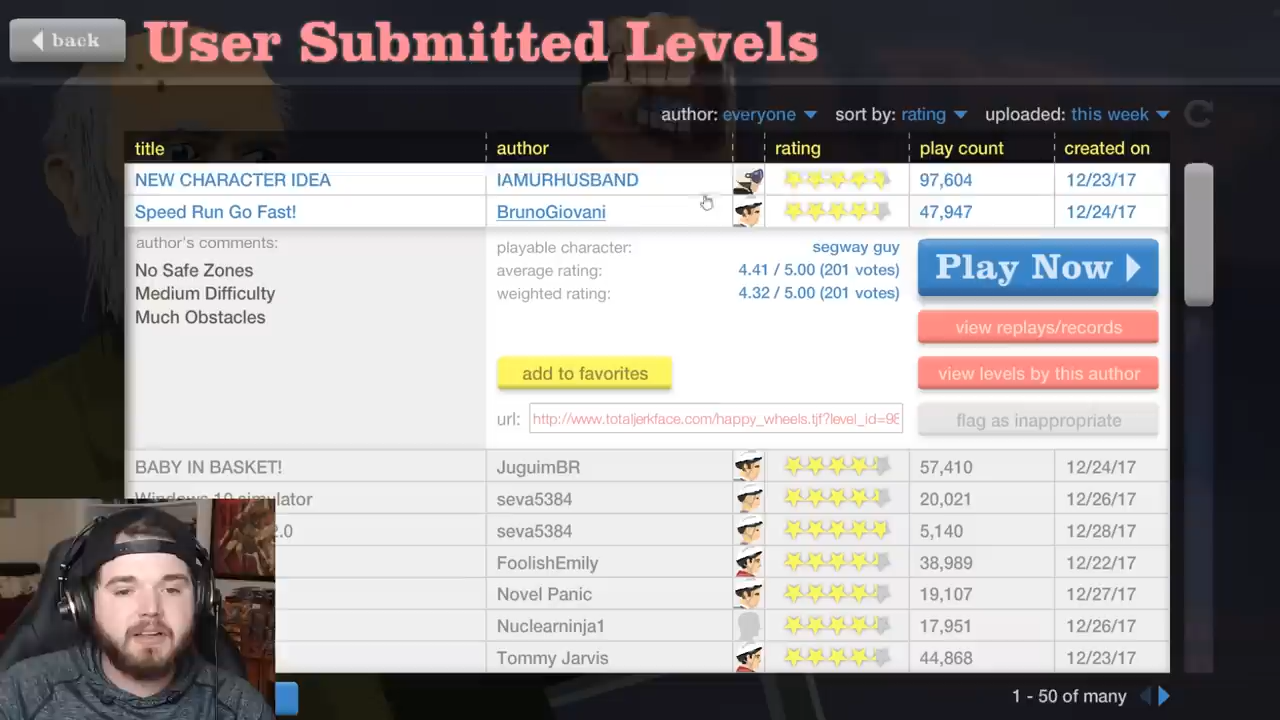 back
User Submitted Levels
author: everyone sort by: rating uploaded: this week
title author rating play count created on
NEW CHARACTER IDEA IAMURHUSBAND 97,604 12/23/17
Speed Run Go Fast! BrunoGiovani 47,947 12/24/17
author's comments:
No Safe Zones
Medium Difficulty
Much Obstacles
playable character: segway guy
average rating: 4.41 / 5.00 (201 votes)
weighted rating: 4.32 / 5.00 (201 votes)
add to favorites
url: http://www.totaljerkface.com/happy_wheels.tjf?level_id=98
Play Now
view replays/records
view levels by this author
flag as inappropriate
BABY IN BASKET! JuguimBR 57,410 12/24/17
Windows 10 simulator seva5384 20,021 12/26/17
2.0 seva5384 5,140 12/28/17
FoolishEmily 38,989 12/22/17
Novel Panic 19,107 12/27/17
Nuclearninja1 17,951 12/26/17
Tommy Jarvis 44,868 12/23/17
1 - 50 of many